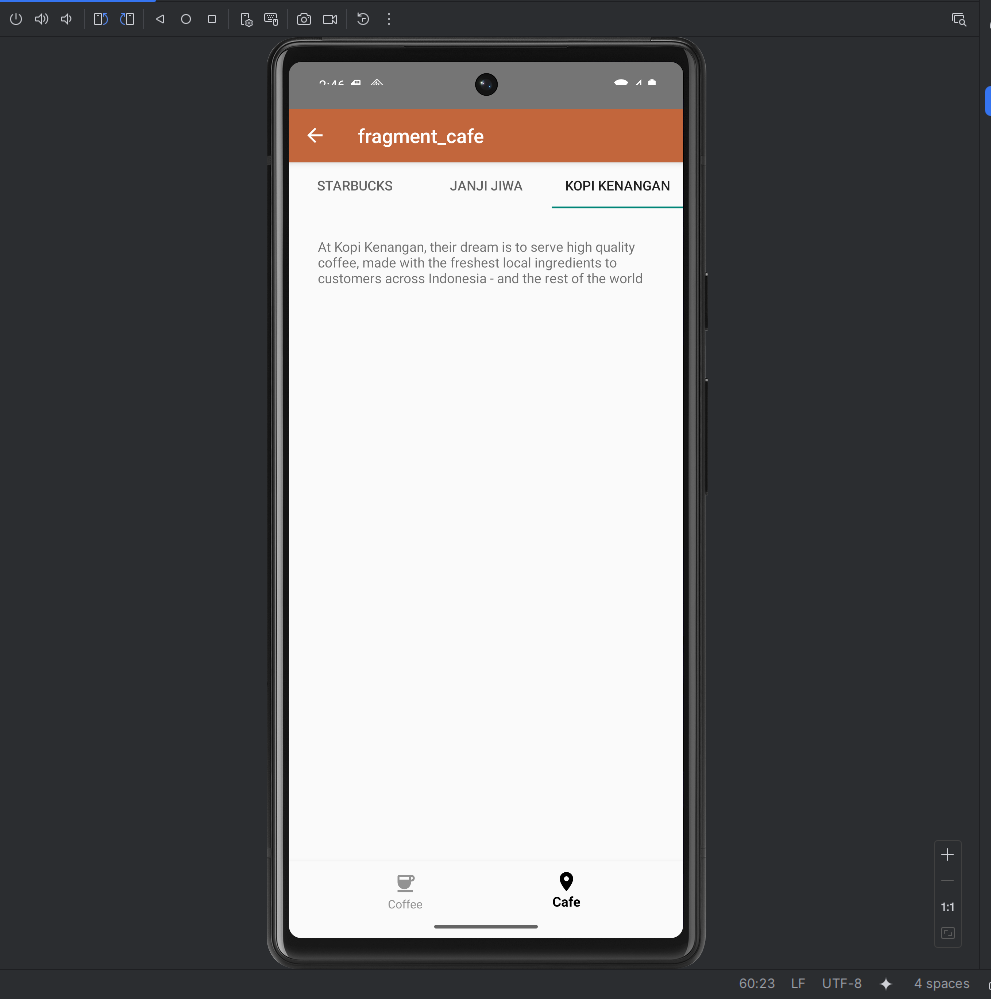 fragment_cafe
STARBUCKS JANJI JIWA KOPI KENANGAN
At Kopi Kenangan, their dream is to serve high quality
coffee, made with the freshest local ingredients to
customers across Indonesia - and the rest of the world
Coffee Cafe
1:1
60:23 LF UTF-8 4 spaces